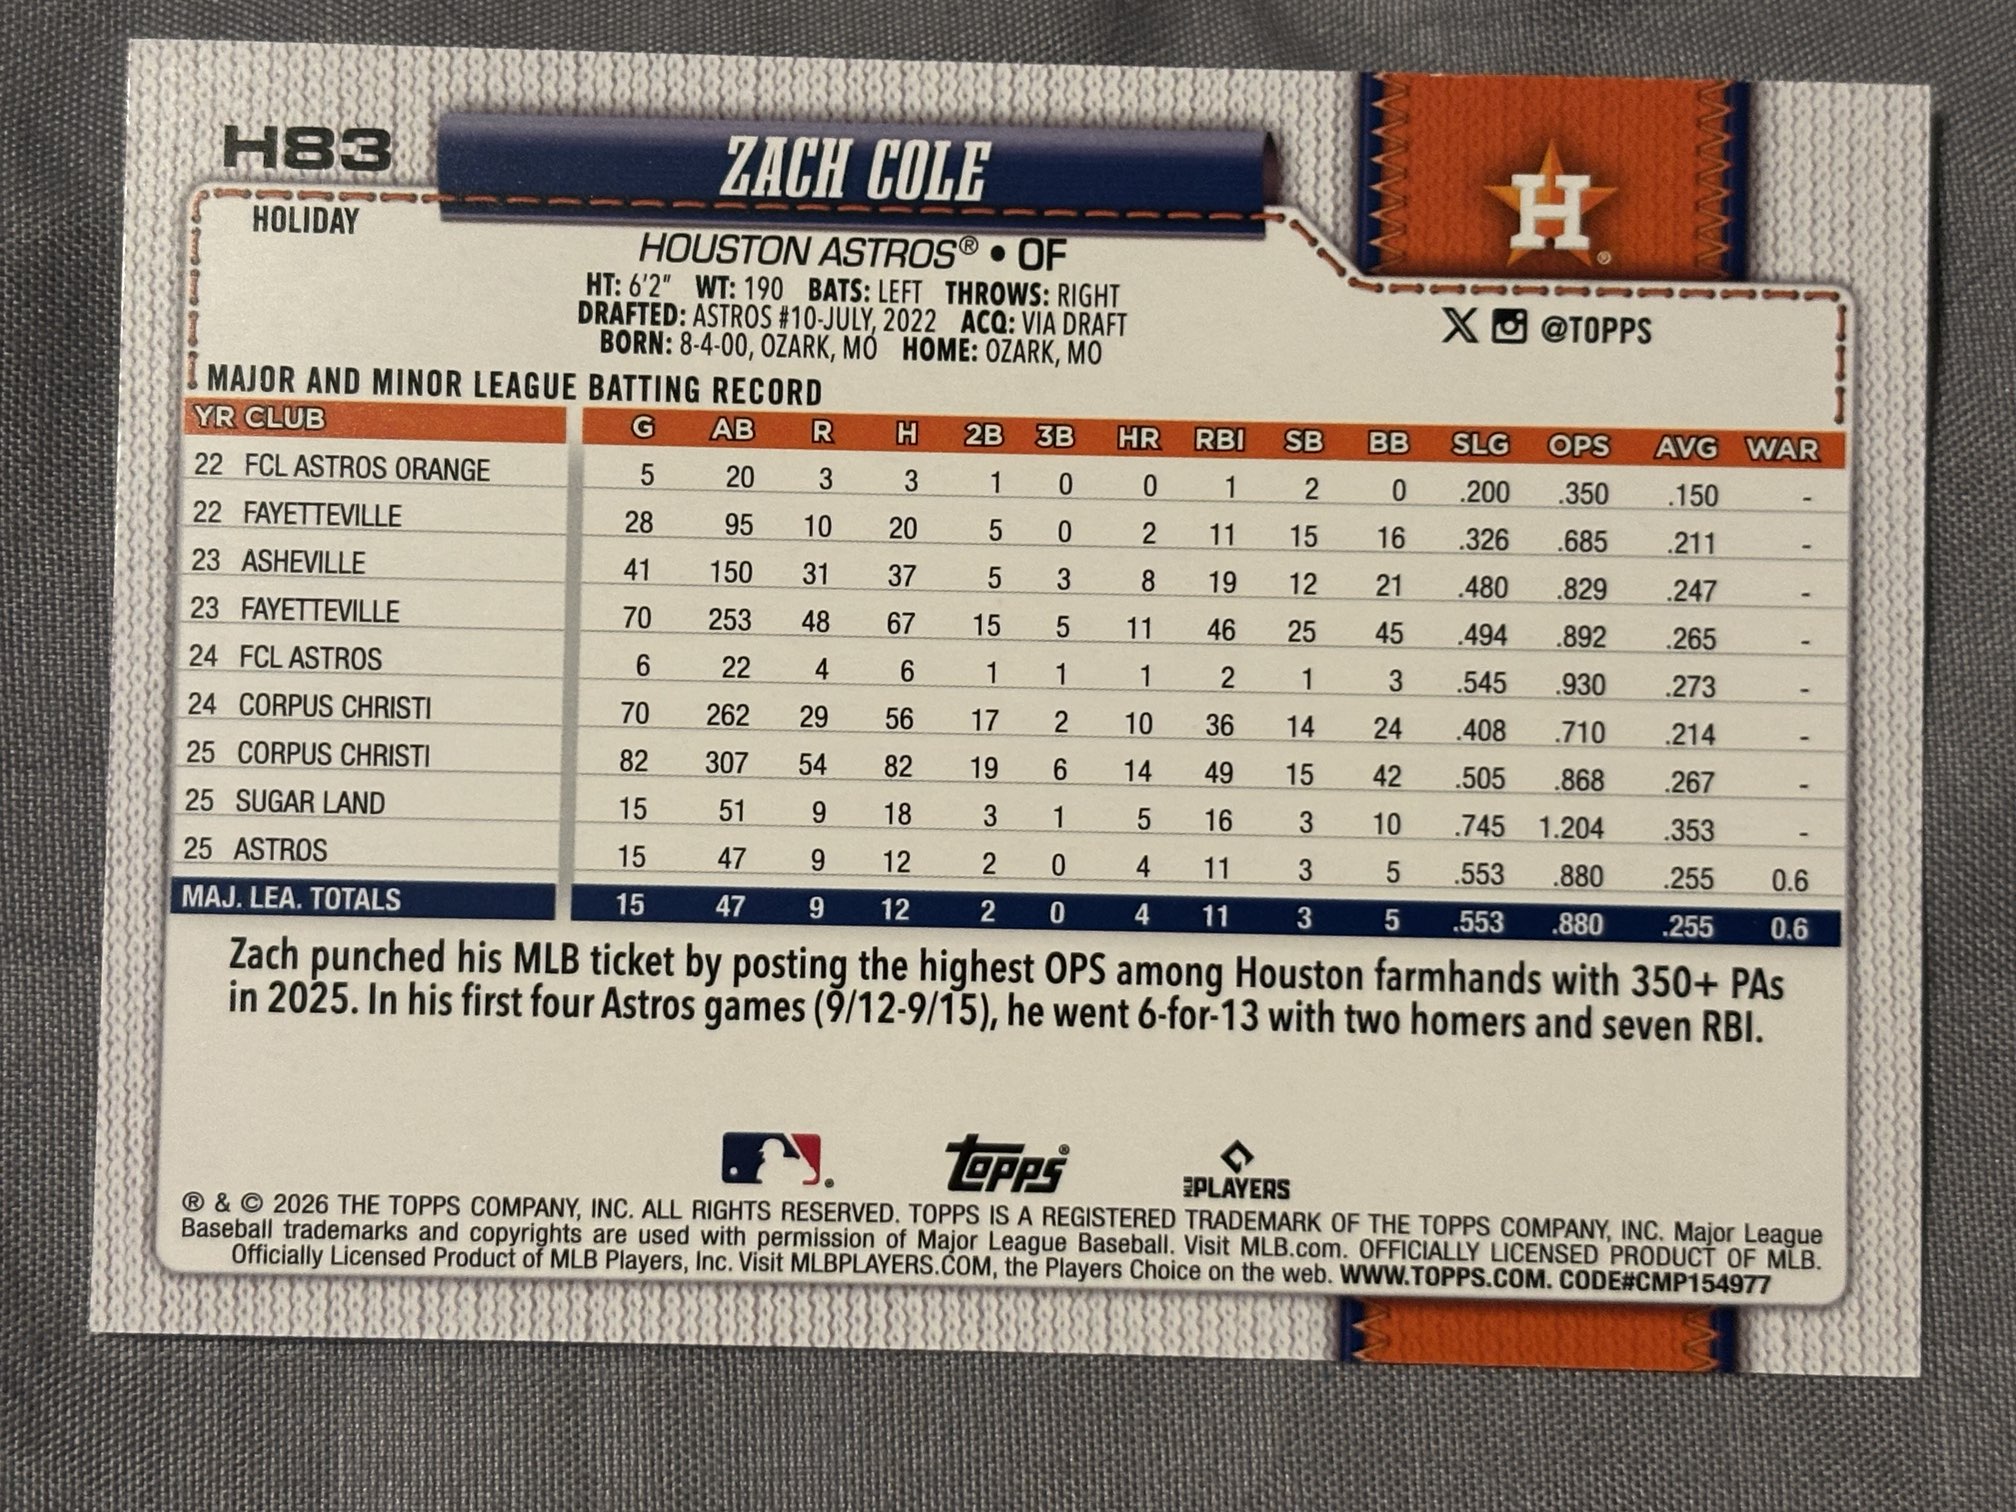 H83
ZACH COLE
H
®
HOLIDAY
HOUSTON ASTROS® • OF
HT: 6'2" WT: 190 BATS: LEFT THROWS: RIGHT
DRAFTED: ASTROS #10-JULY, 2022 ACQ: VIA DRAFT
BORN: 8-4-00, OZARK, MO HOME: OZARK, MO
X @TOPPS
MAJOR AND MINOR LEAGUE BATTING RECORD
YR CLUB G AB R H 2B 3B HR RBI SB BB SLG OPS AVG WAR
22 FCL ASTROS ORANGE 5 20 3 3 1 0 0 1 2 0 .200 .350 .150 -
22 FAYETTEVILLE 28 95 10 20 5 0 2 11 15 16 .326 .685 .211 -
23 ASHEVILLE 41 150 31 37 5 3 8 19 12 21 .480 .829 .247 -
23 FAYETTEVILLE 70 253 48 67 15 5 11 46 25 45 .494 .892 .265 -
24 FCL ASTROS 6 22 4 6 1 1 1 2 1 3 .545 .930 .273 -
24 CORPUS CHRISTI 70 262 29 56 17 2 10 36 14 24 .408 .710 .214 -
25 CORPUS CHRISTI 82 307 54 82 19 6 14 49 15 42 .505 .868 .267 -
25 SUGAR LAND 15 51 9 18 3 1 5 16 3 10 .745 1.204 .353 -
25 ASTROS 15 47 9 12 2 0 4 11 3 5 .553 .880 .255 0.6
MAJ. LEA. TOTALS 15 47 9 12 2 0 4 11 3 5 .553 .880 .255 0.6
Zach punched his MLB ticket by posting the highest OPS among Houston farmhands with 350+ PAs
in 2025. In his first four Astros games (9/12-9/15), he went 6-for-13 with two homers and seven RBI.
topps®
MLB PLAYERS
® & © 2026 THE TOPPS COMPANY, INC. ALL RIGHTS RESERVED. TOPPS IS A REGISTERED TRADEMARK OF THE TOPPS COMPANY, INC. Major League
Baseball trademarks and copyrights are used with permission of Major League Baseball. Visit MLB.com. OFFICIALLY LICENSED PRODUCT OF MLB.
Officially Licensed Product of MLB Players, Inc. Visit MLBPLAYERS.COM, the Players Choice on the web. WWW.TOPPS.COM. CODE#CMP154977